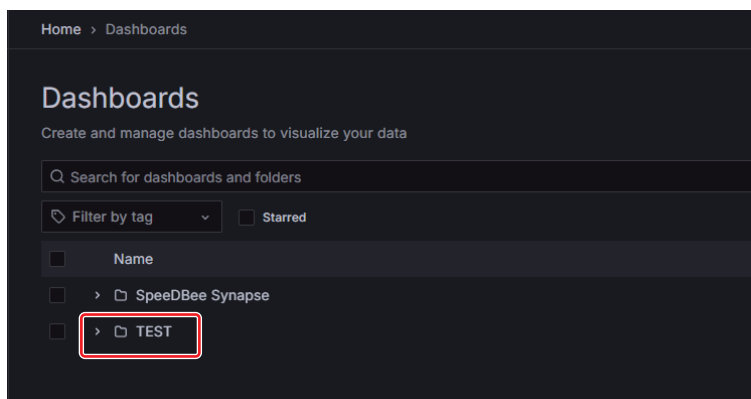 Home > Dashboards
Dashboards
Create and manage dashboards to visualize your data
Search for dashboards and folders
Filter by tag
Starred
Name
SpeeDBee Synapse
TEST